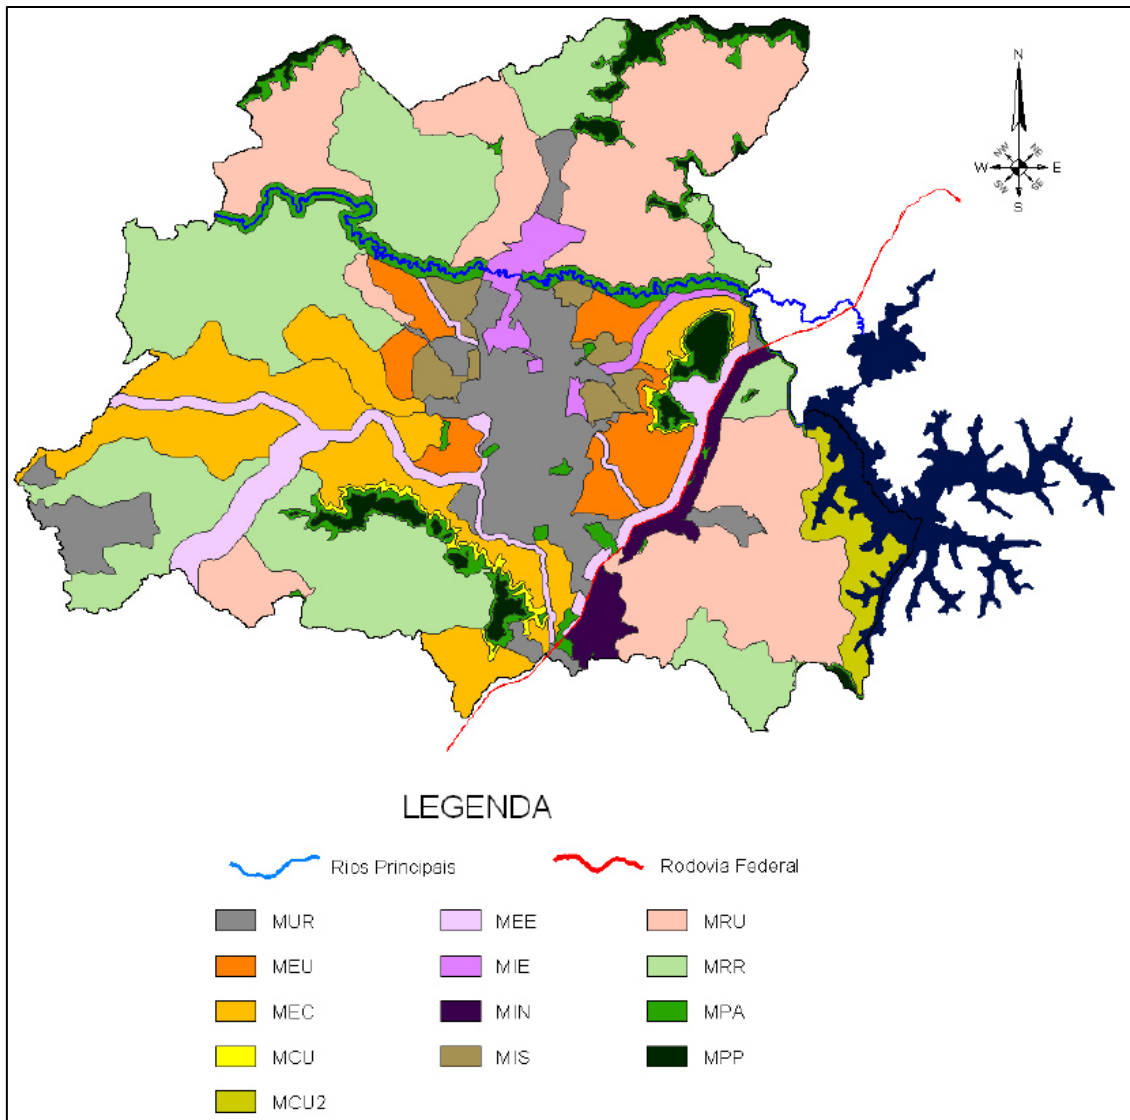 N
NW NE
W E
SW SE
S
LEGENDA
Rios Principais Rodovia Federal
MUR MEE MRU
MEU MIE MRR
MEC MIN MPA
MCU MIS MPP
MCU2